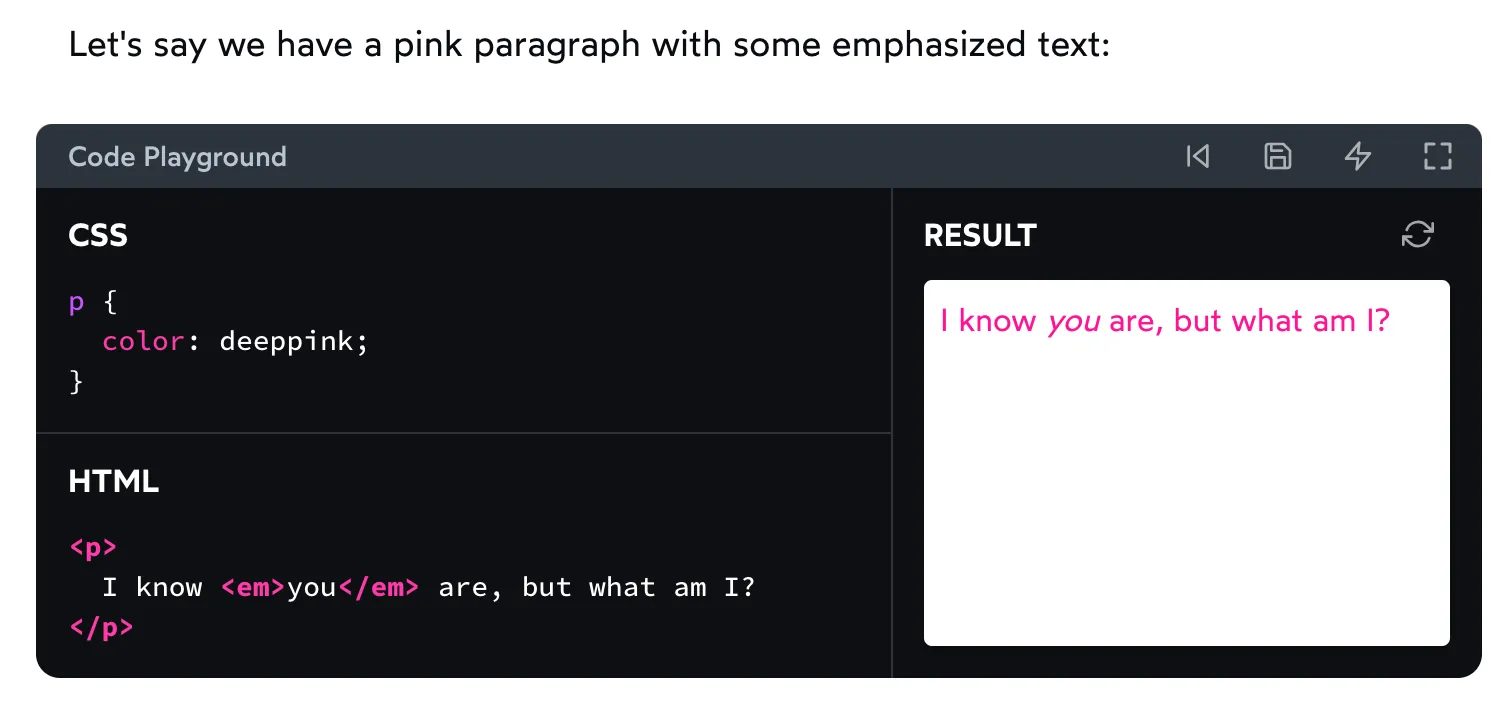 Let's say we have a pink paragraph with some emphasized text:
Code Playground
CSS
p {
  color: deeppink;
}
HTML
<p>
  I know <em>you</em> are, but what am I?
</p>
RESULT
I know you are, but what am I?